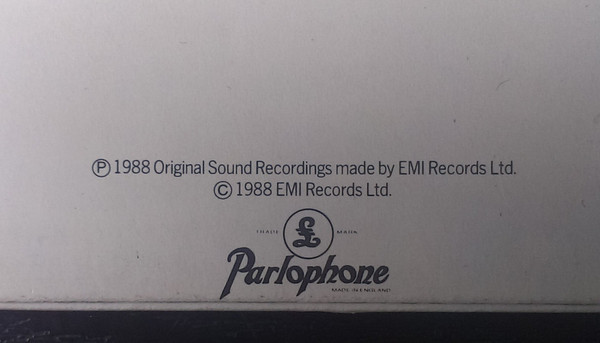 ℗ 1988 Original Sound Recordings made by EMI Records Ltd.
© 1988 EMI Records Ltd.
TRADE £ MARK
Parlophone
MADE IN ENGLAND